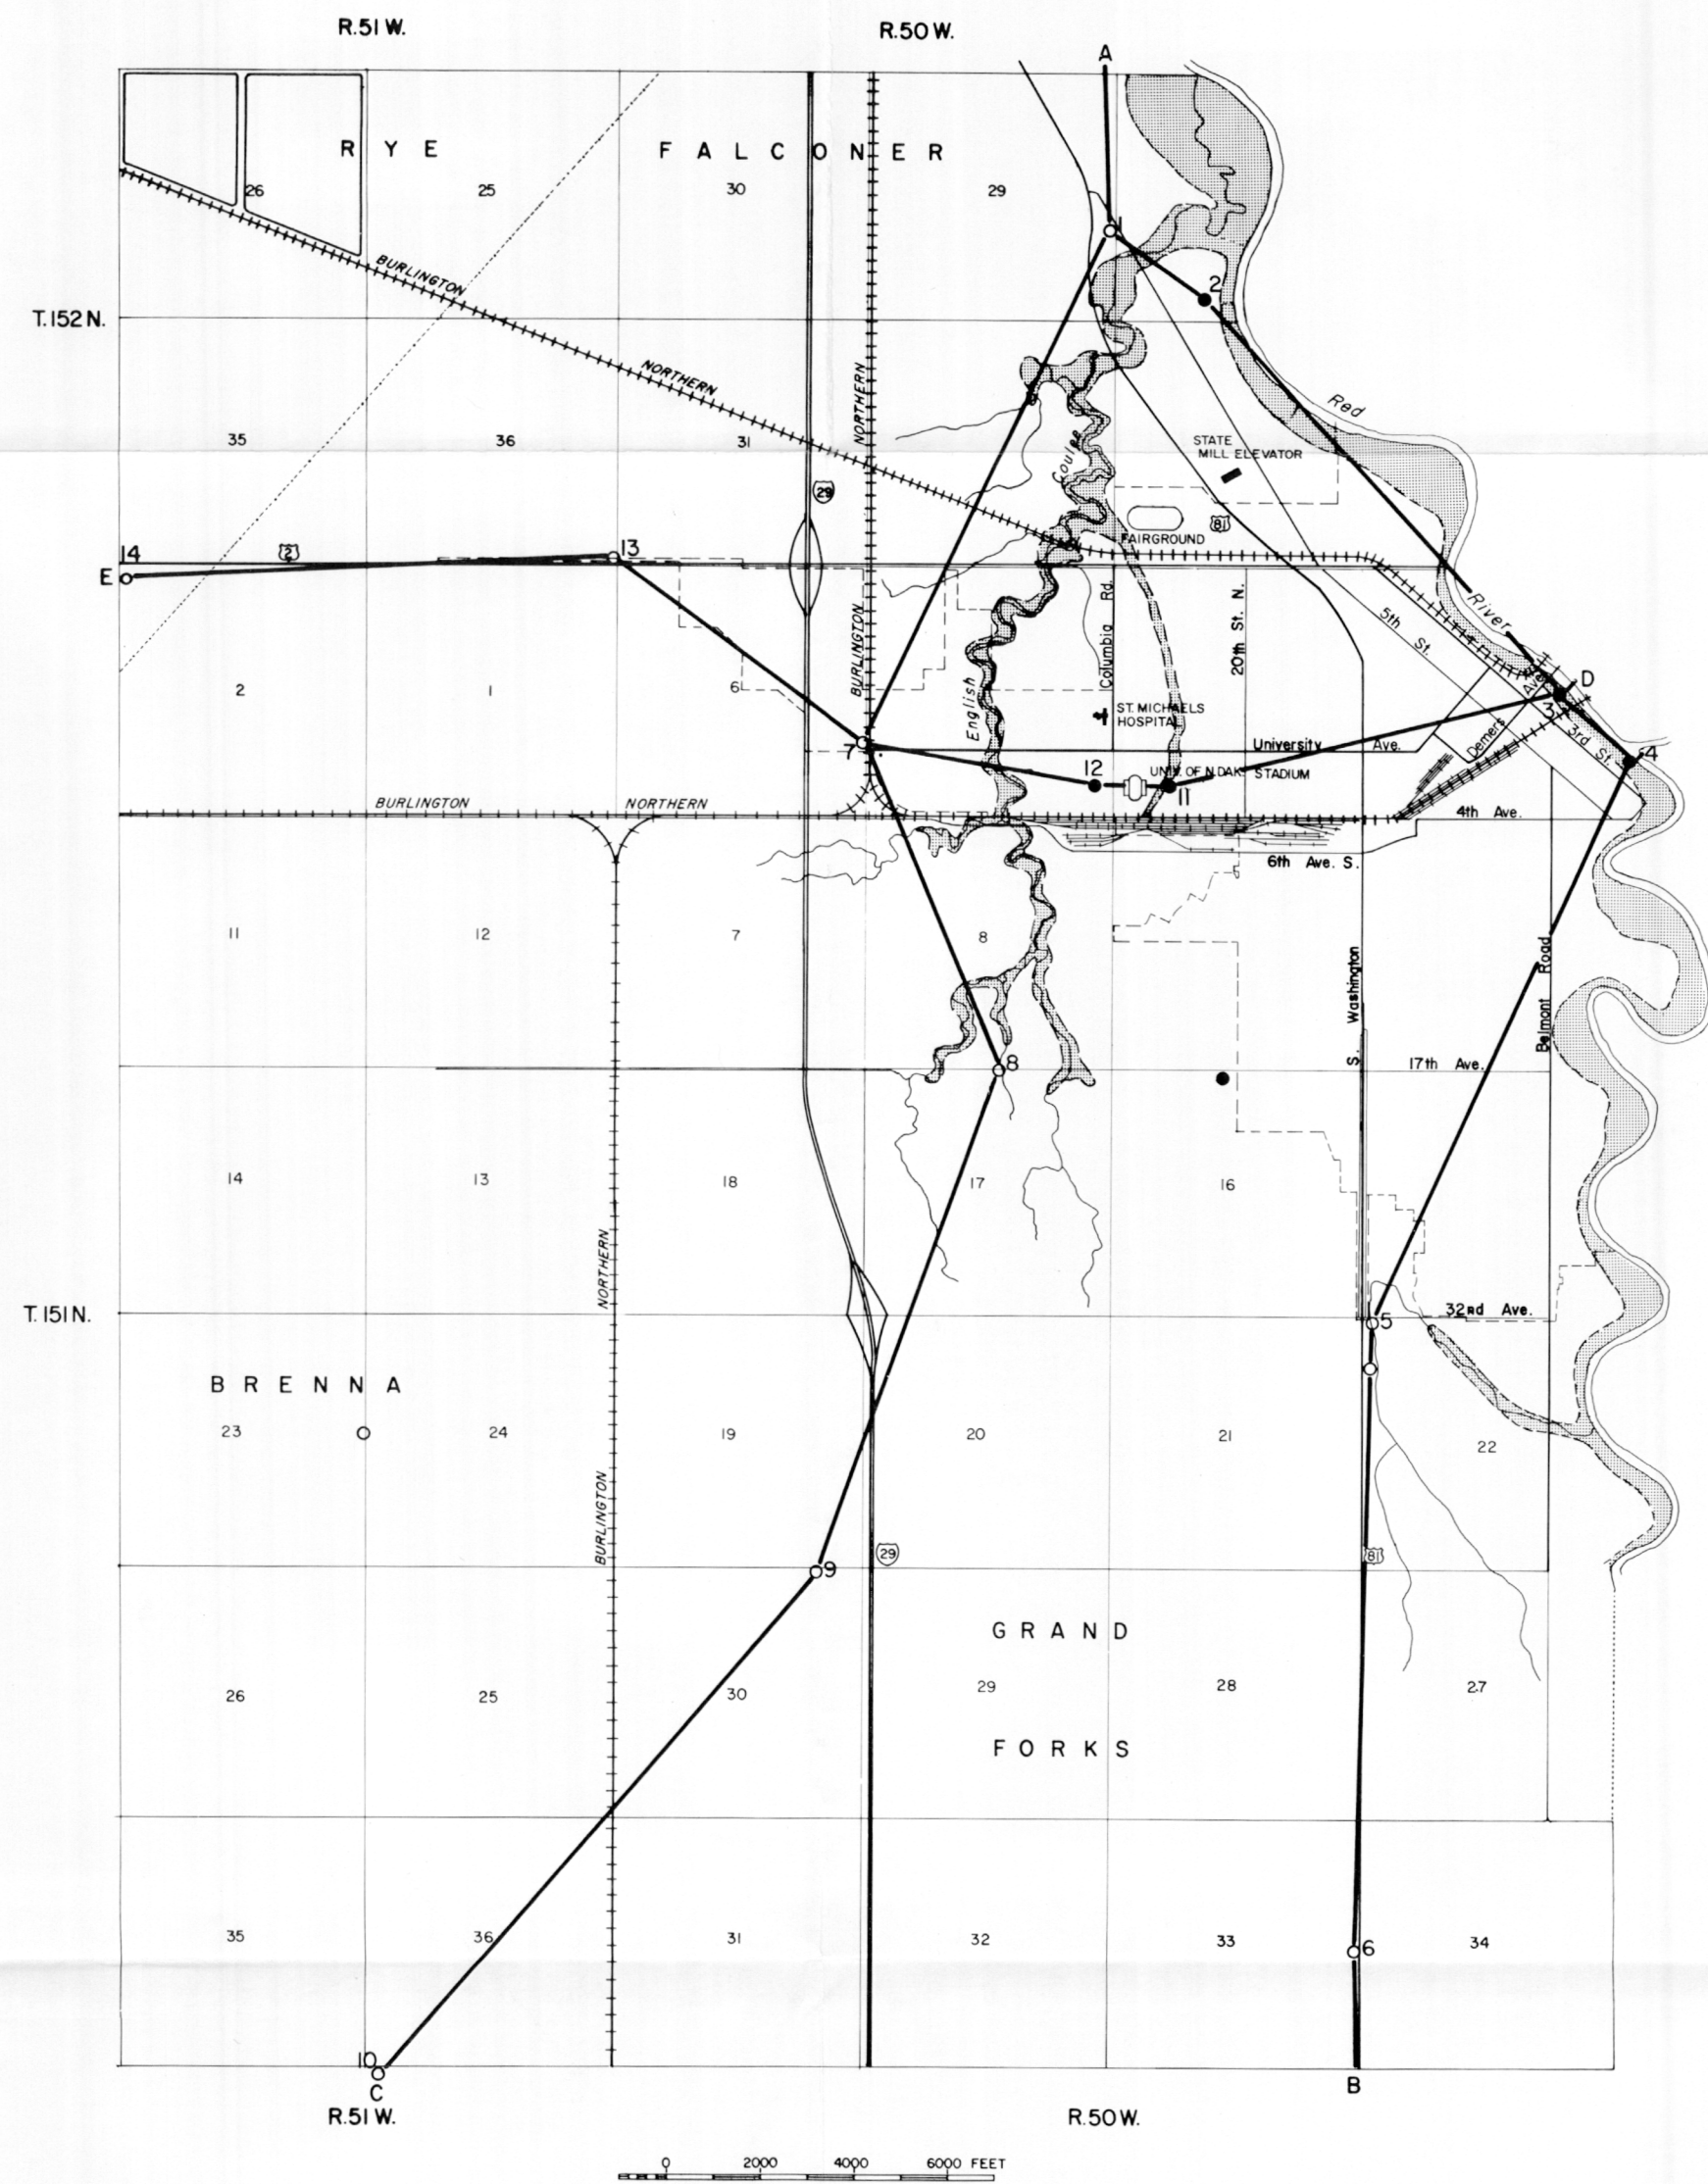 R.51 W.
R.50 W.
A
R Y E
F A L C O N E R
26
25
30
29
1
BURLINGTON
2
T.152 N.
NORTHERN
NORTHERN
Red
35
36
31
Coulee
STATE
MILL ELEVATOR
29
81
FAIRGROUND
14
2
13
E
River
5th St.
BURLINGTON
Columbia Rd.
20th St. N.
2
1
6
English
ST. MICHAELS
HOSPITAL
D
Demers Ave.
3
3rd St.
4
7
University Ave.
12
UNIV. OF N.DAK. STADIUM
11
BURLINGTON NORTHERN
4th Ave.
6th Ave. S.
11
12
7
8
S. Washington
Belmont Road
8
17th Ave.
14
13
18
17
16
NORTHERN
T.151 N.
32nd Ave.
5
B R E N N A
23
24
19
20
21
22
BURLINGTON
29
81
9
G R A N D
26
25
30
29
28
27
F O R K S
35
36
31
32
33
34
6
10
C
B
R.51 W.
R.50 W.
0 2000 4000 6000 FEET